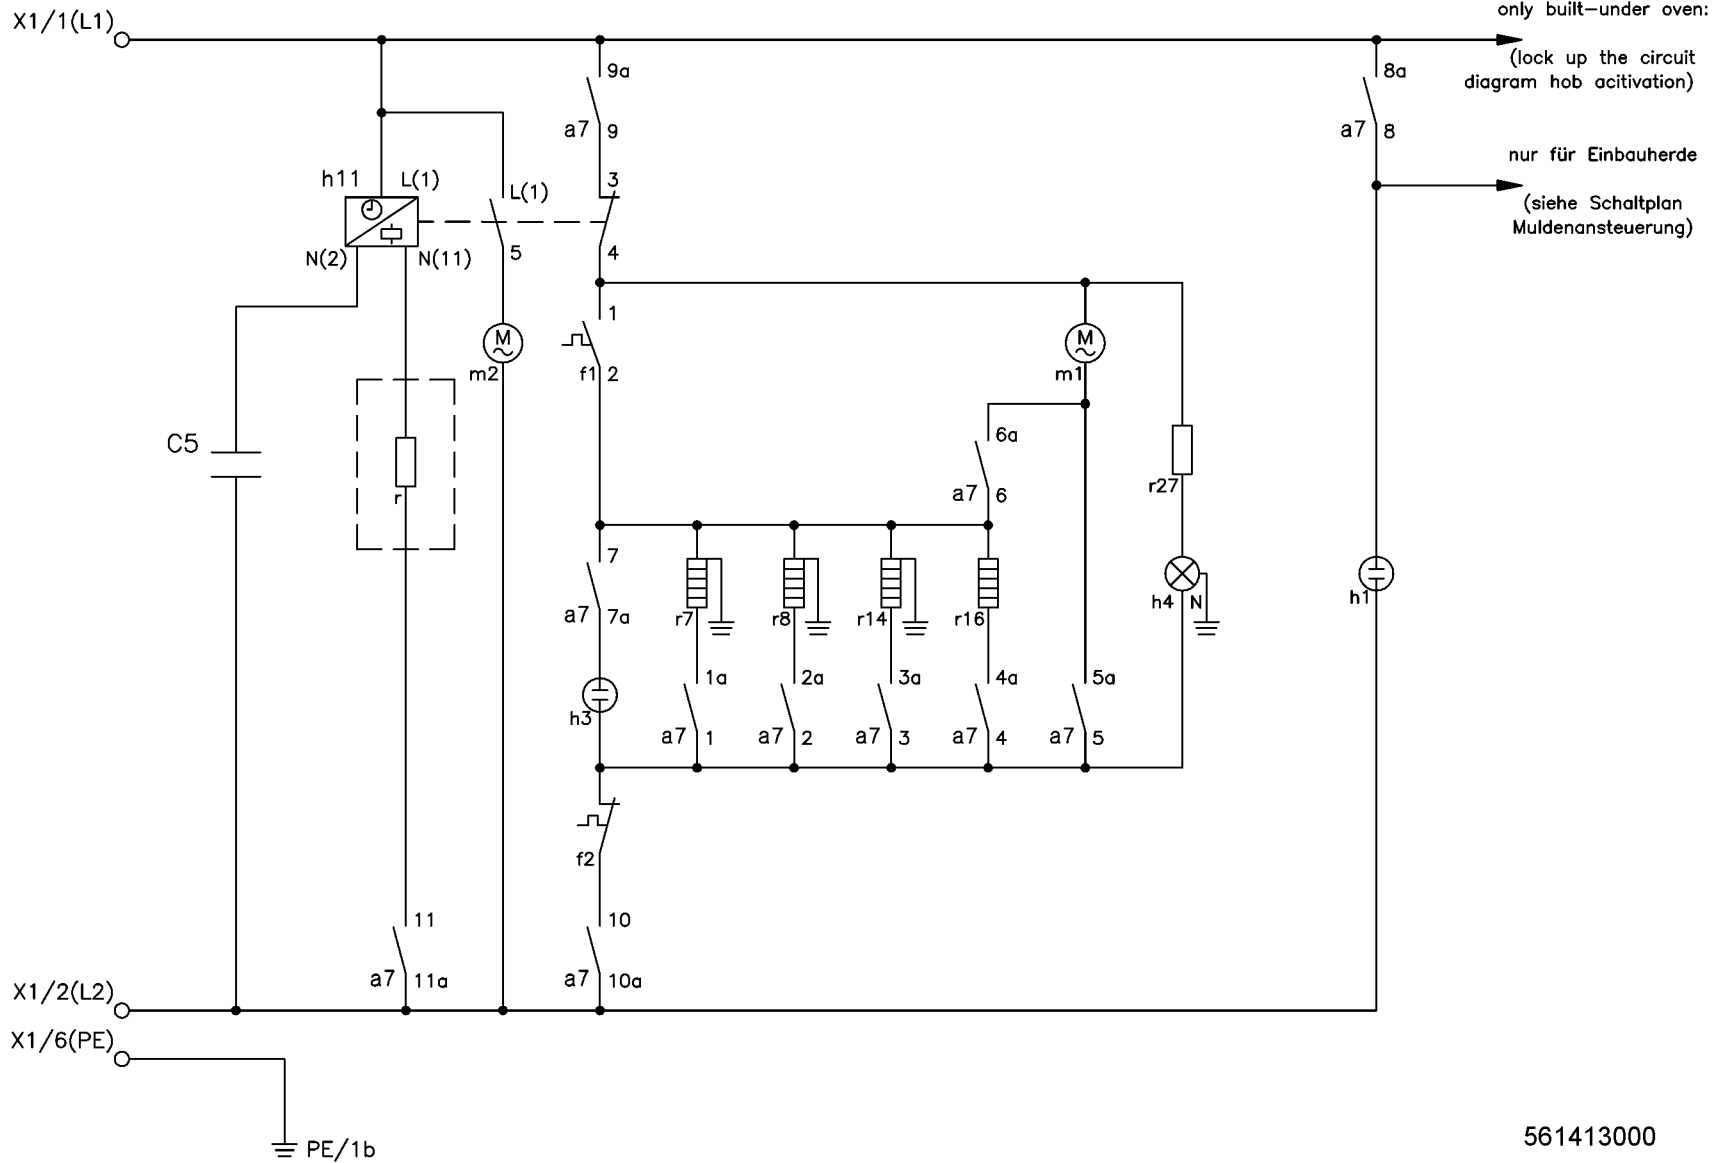 X1/1(L1)
only built-under oven:
(lock up the circuit
diagram hob acitivation)
9a
a7 9
8a
a7 8
nur für Einbauherde
(siehe Schaltplan
Muldenansteuerung)
h11 L(1)
L(1)
3
N(2) N(11)
5
4
1
M
m2
f1 2
M
m1
C5
r
6a
a7 6
r27
7
a7 7a
r7
r8
r14
r16
h4 N
h1
h3
1a
2a
3a
4a
5a
a7 1
a7 2
a7 3
a7 4
a7 5
f2
11
10
a7 11a
a7 10a
X1/2(L2)
X1/6(PE)
PE/1b
561413000